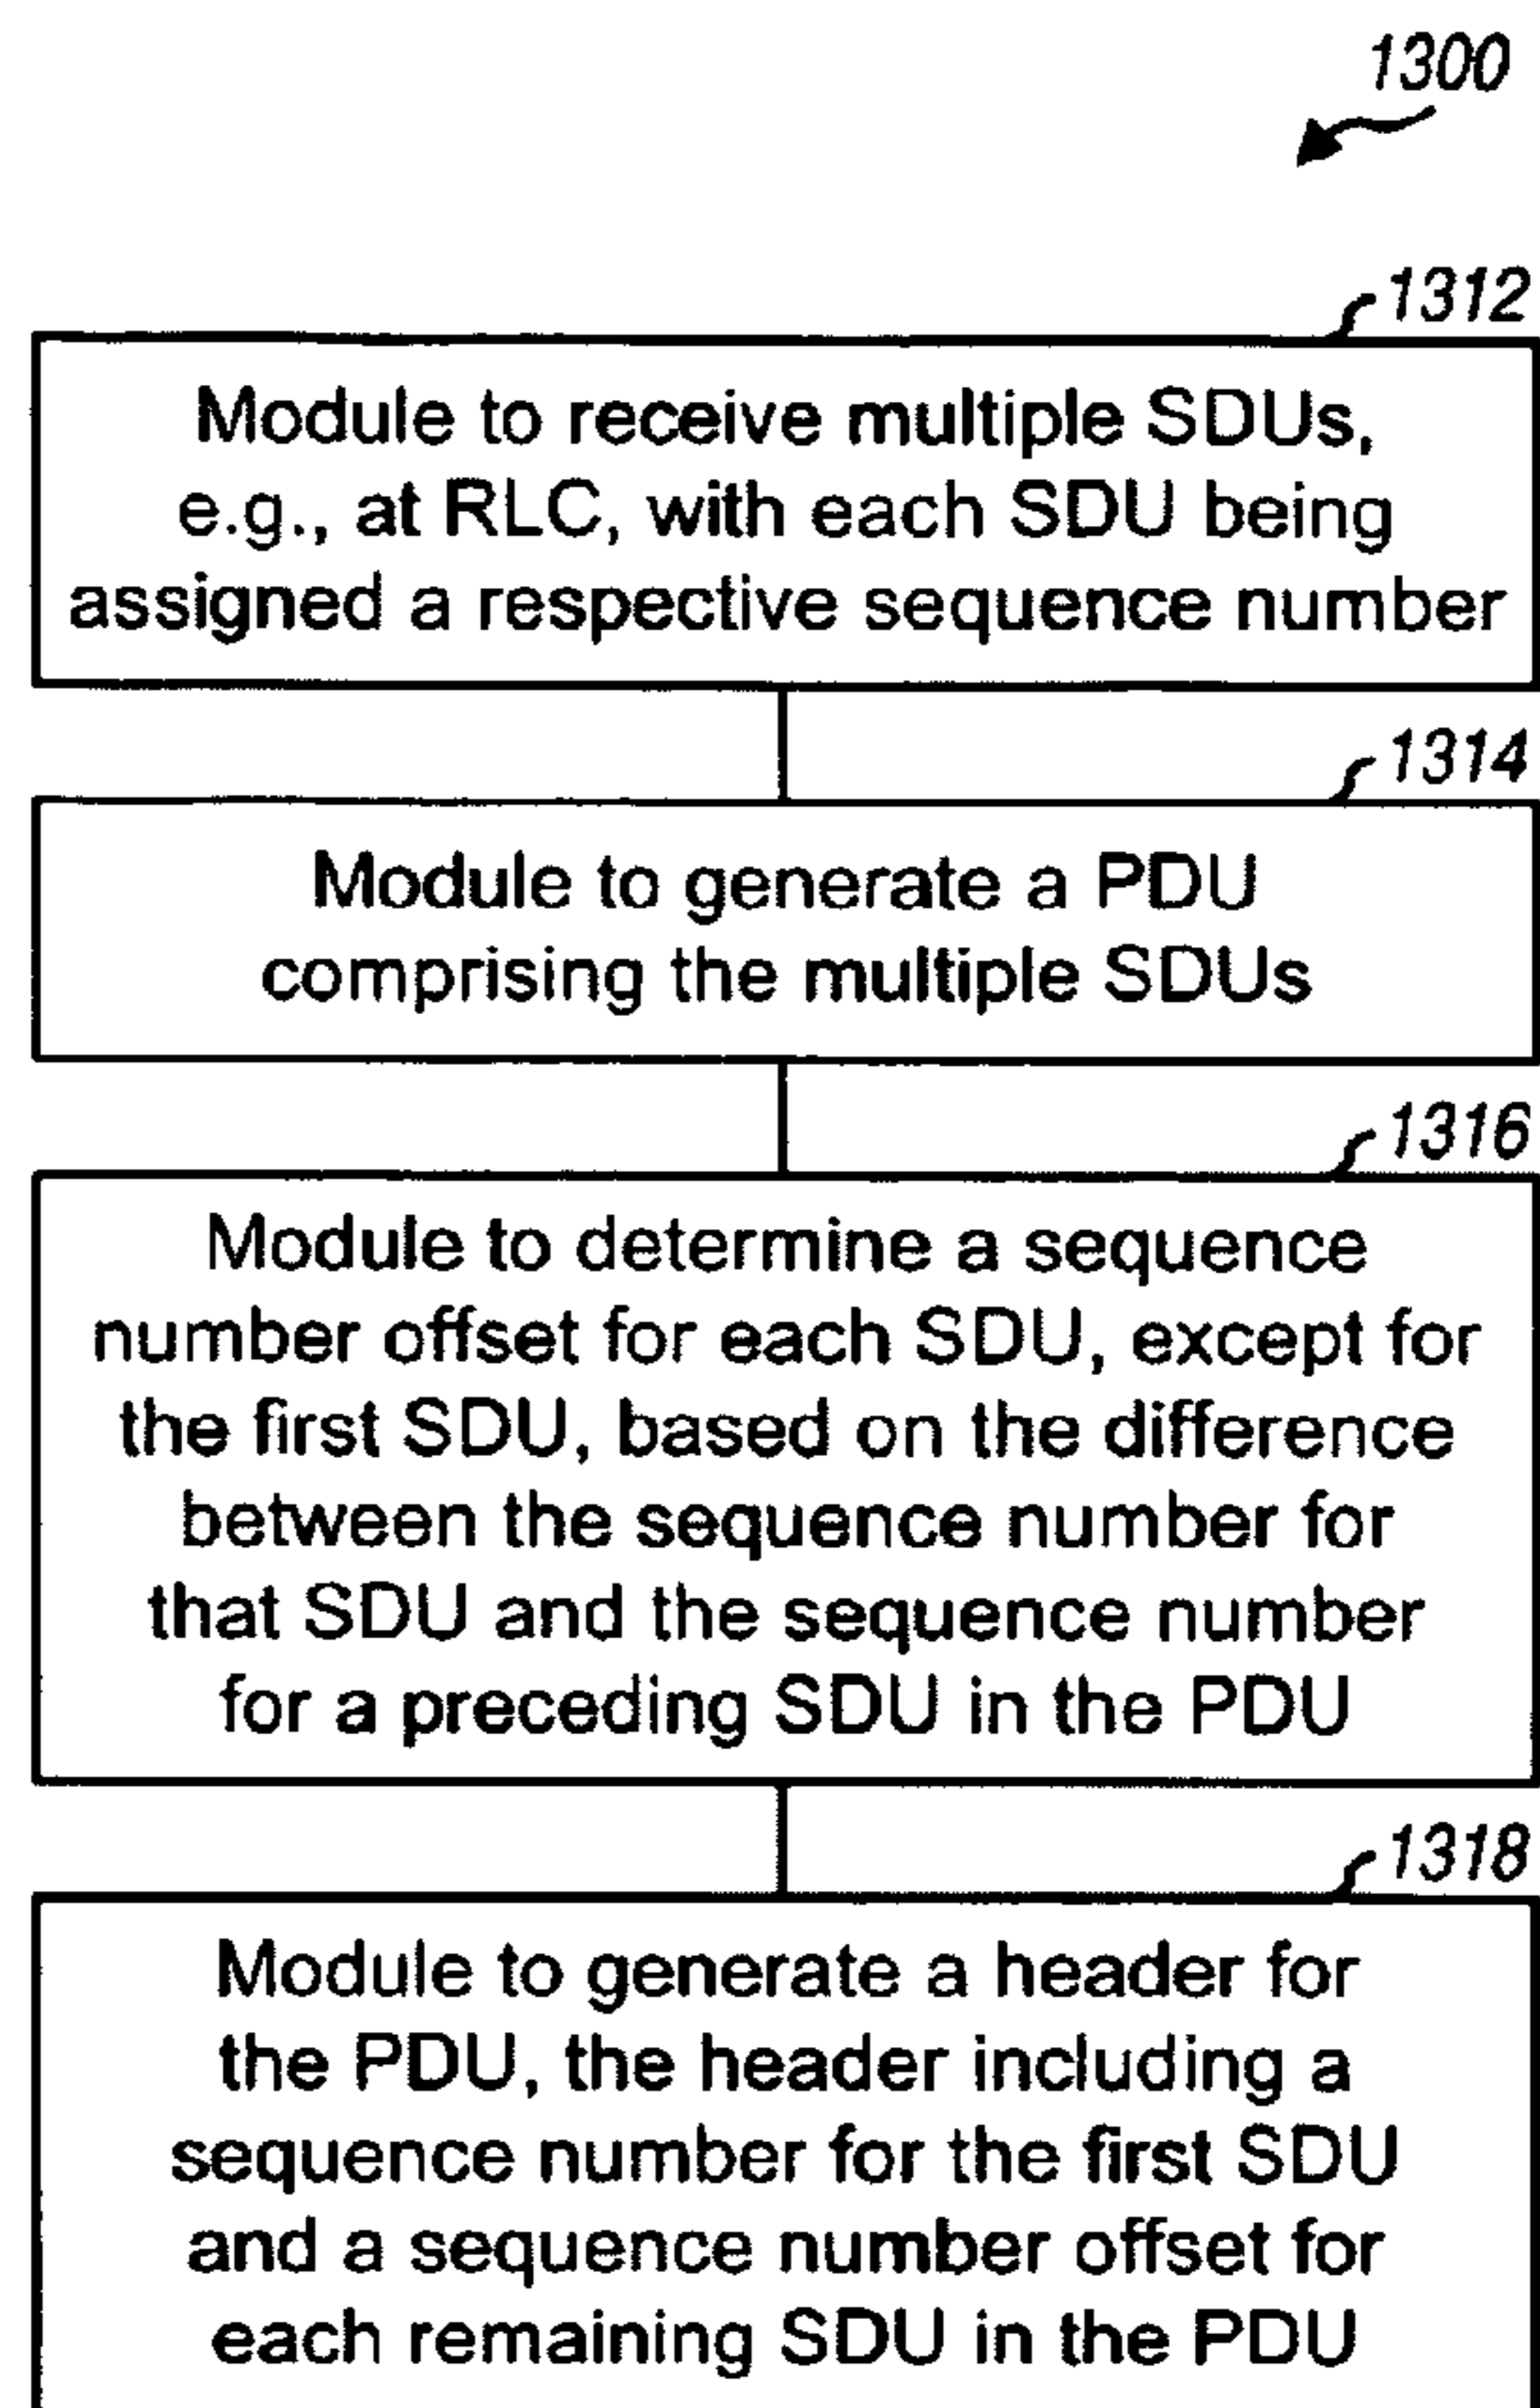 1300
1312
Module to receive multiple SDUs,
e.g., at RLC, with each SDU being
assigned a respective sequence number
1314
Module to generate a PDU
comprising the multiple SDUs
1316
Module to determine a sequence
number offset for each SDU, except for
the first SDU, based on the difference
between the sequence number for
that SDU and the sequence number
for a preceding SDU in the PDU
1318
Module to generate a header for
the PDU, the header including a
sequence number for the first SDU
and a sequence number offset for
each remaining SDU in the PDU